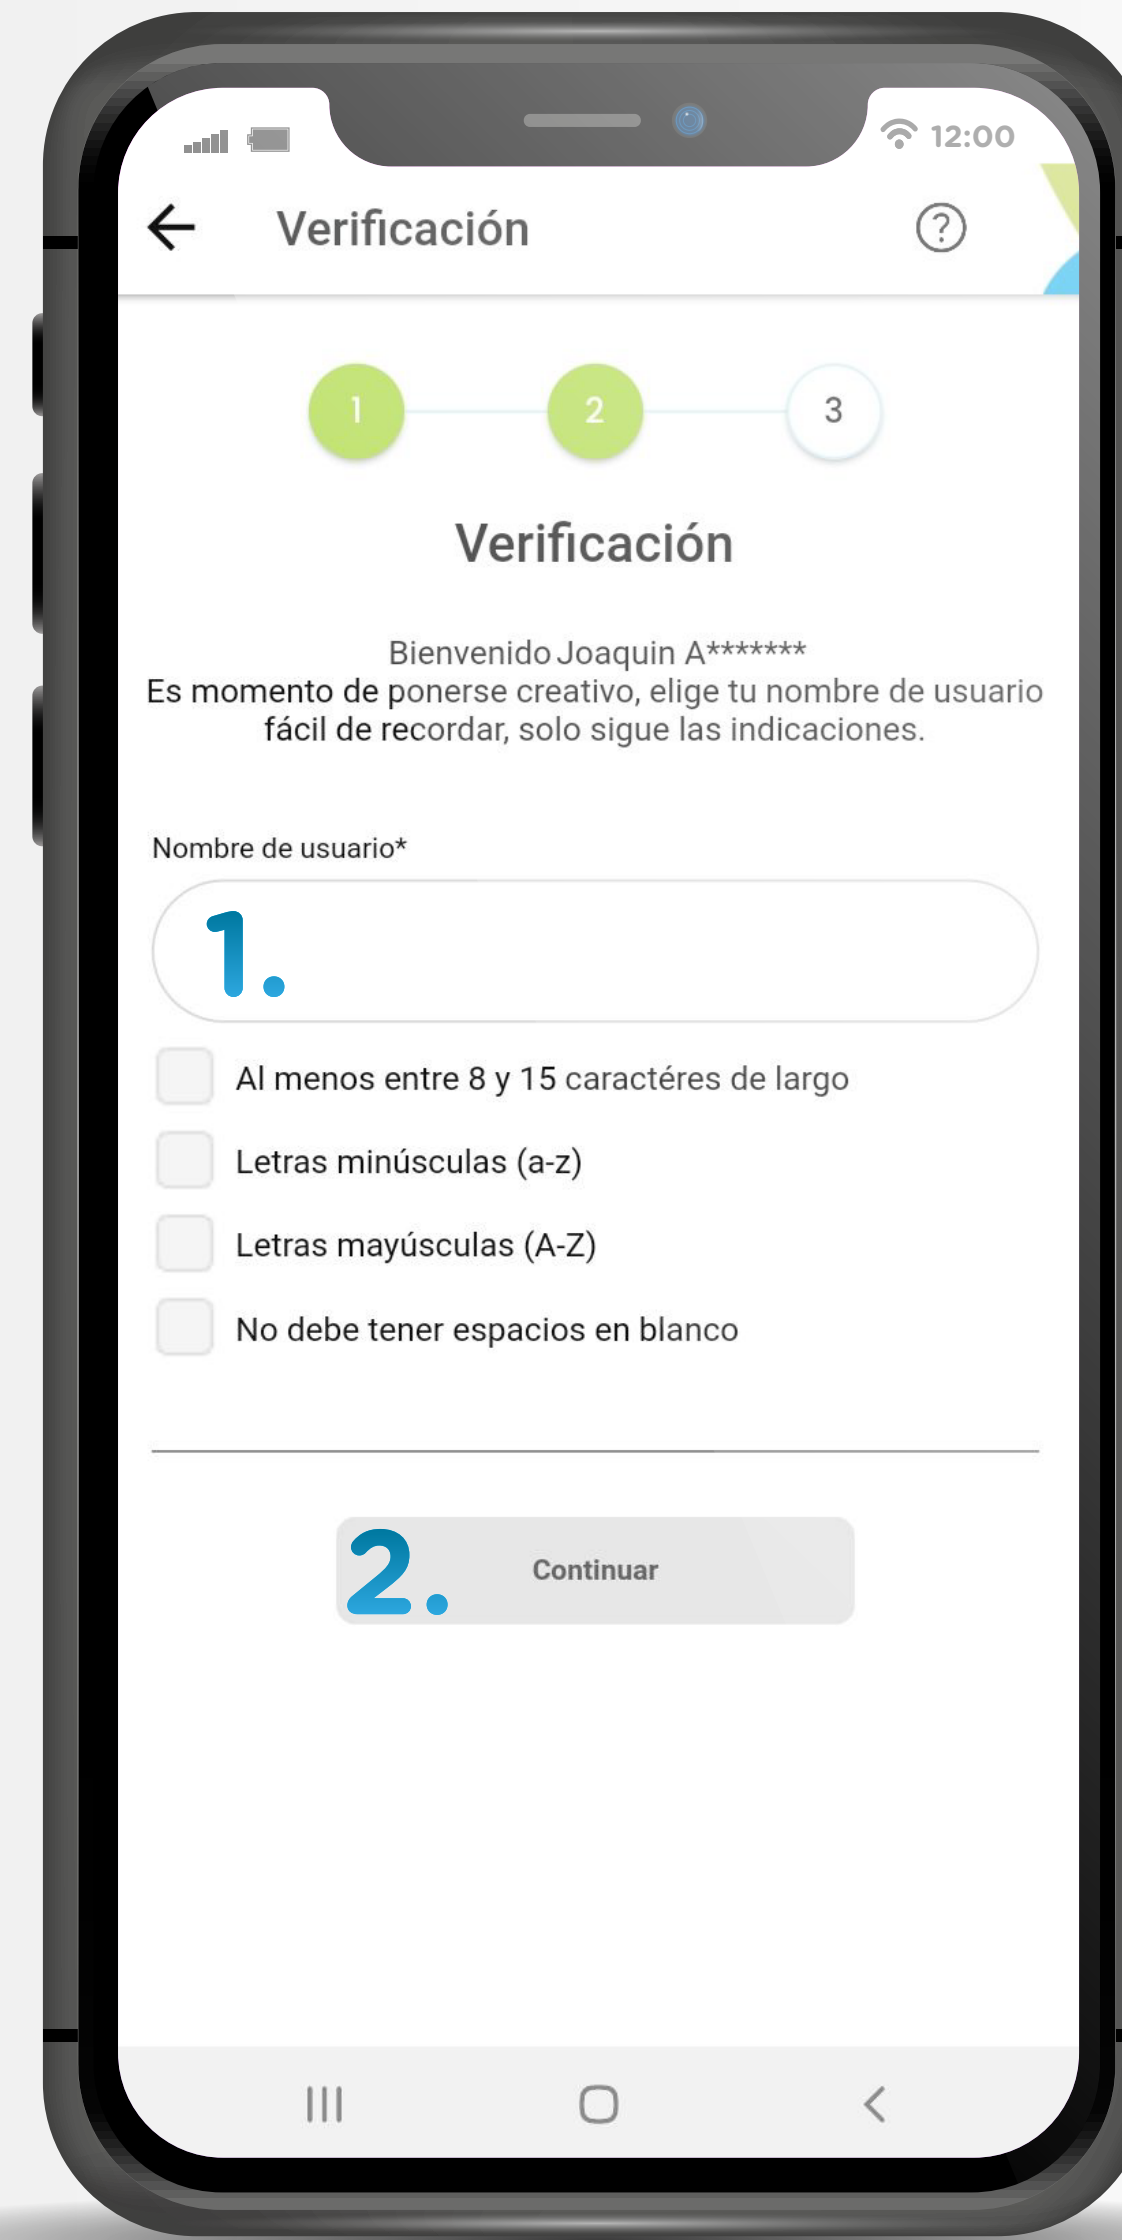 12:00
Verificación
?
1
2
3
Verificación
Bienvenido Joaquin A*******
Es momento de ponerse creativo, elige tu nombre de usuario
fácil de recordar, solo sigue las indicaciones.
Nombre de usuario*
1.
Al menos entre 8 y 15 caractéres de largo
Letras minúsculas (a-z)
Letras mayúsculas (A-Z)
No debe tener espacios en blanco
2.
Continuar